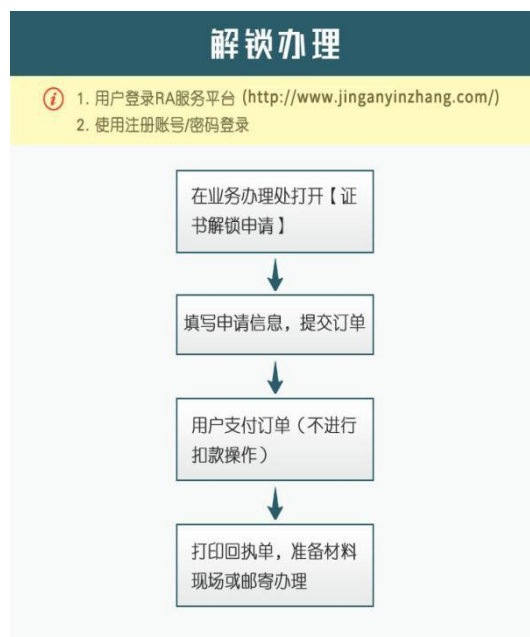 解锁办理
1. 用户登录RA服务平台 (http://www.jinganyinzhang.com/)
2. 使用注册账号/密码登录
在业务办理处打开【证
书解锁申请】
填写申请信息，提交订单
用户支付订单（不进行
扣款操作）
打印回执单，准备材料
现场或邮寄办理